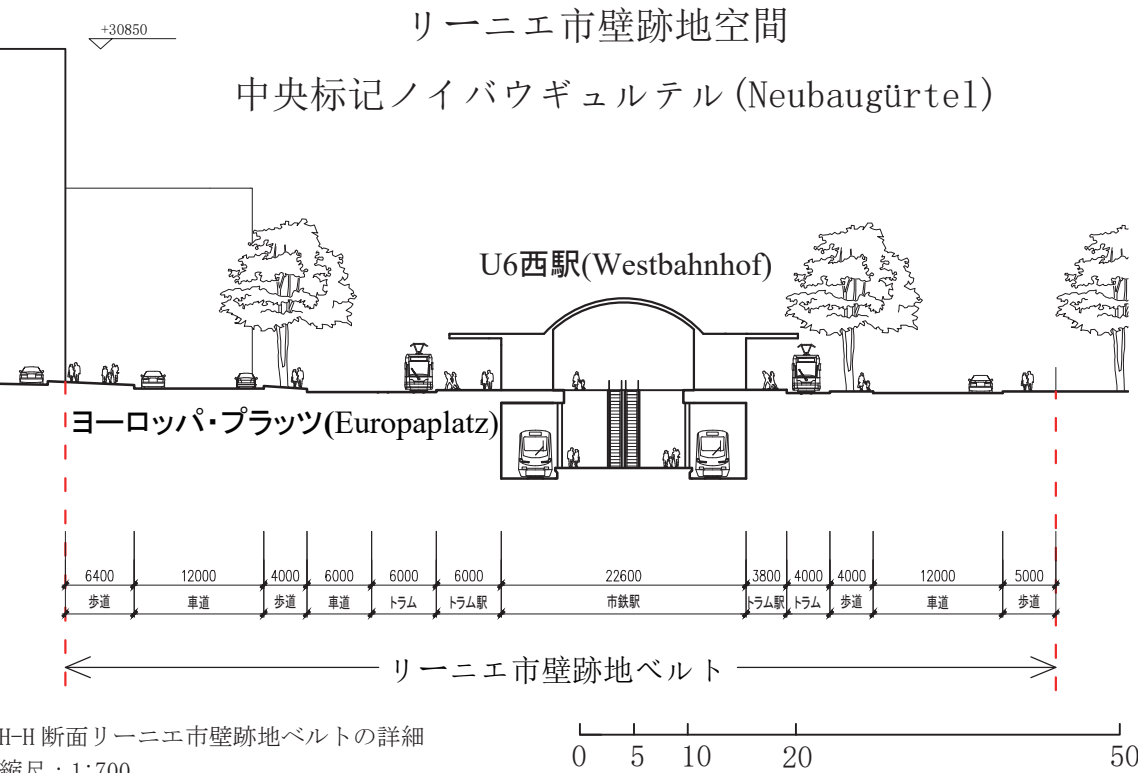 リーニエ市壁跡地空間
+30850
中央标记ノイバウギュルテル(Neubaugürtel)
U6西駅(Westbahnhof)
ヨーロッパ・プラッツ(Europaplatz)
6400 12000 4000 6000 6000 6000 22600 3800 4000 4000 12000 5000
歩道 車道 歩道 車道 トラム トラム駅 市鉄駅 トラム駅 トラム 歩道 車道 歩道
リーニエ市壁跡地ベルト
H-H断面リーニエ市壁跡地ベルトの詳細
縮尺：1:700
0 5 10 20 50